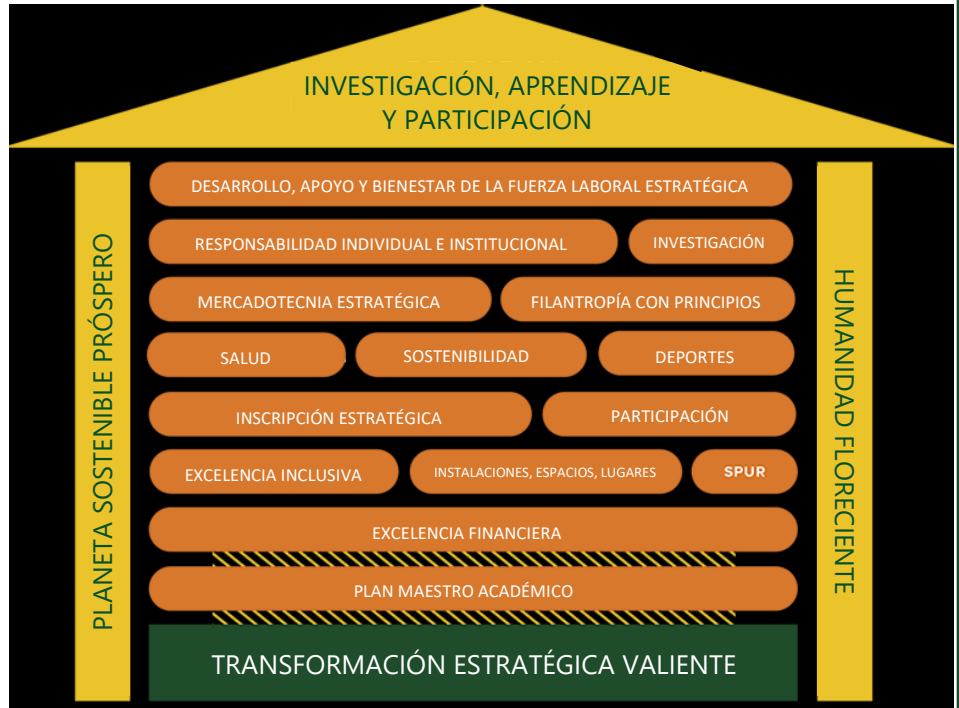 INVESTIGACIÓN, APRENDIZAJE
Y PARTICIPACIÓN
PLANETA SOSTENIBLE PRÓSPERO
DESARROLLO, APOYO Y BIENESTAR DE LA FUERZA LABORAL ESTRATÉGICA
RESPONSABILIDAD INDIVIDUAL E INSTITUCIONAL
INVESTIGACIÓN
MERCADOTECNIA ESTRATÉGICA
FILANTROPÍA CON PRINCIPIOS
SALUD
SOSTENIBILIDAD
DEPORTES
INSCRIPCIÓN ESTRATÉGICA
PARTICIPACIÓN
EXCELENCIA INCLUSIVA
INSTALACIONES, ESPACIOS, LUGARES
SPUR
EXCELENCIA FINANCIERA
PLAN MAESTRO ACADÉMICO
TRANSFORMACIÓN ESTRATÉGICA VALIENTE
HUMANIDAD FLORECIENTE